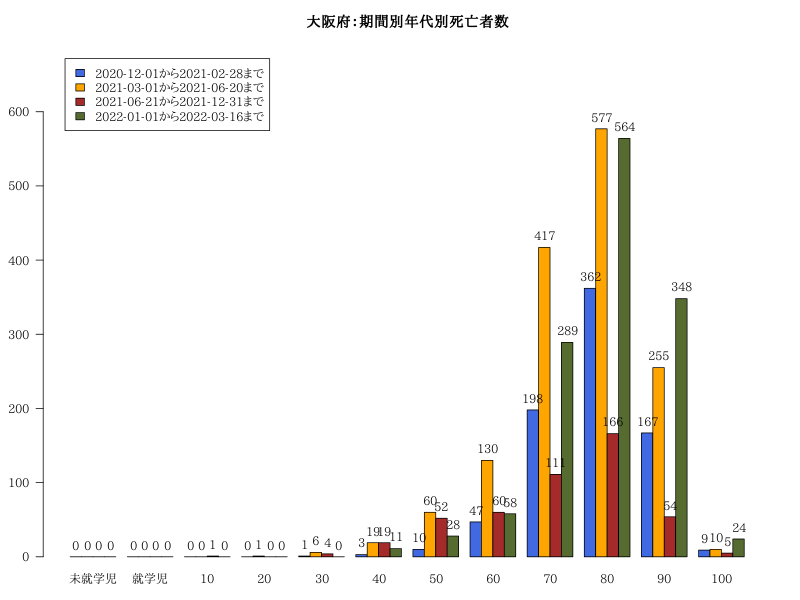 大阪府：期間別年代別死亡者数
2020-12-01から2021-02-28まで
2021-03-01から2021-06-20まで
2021-06-21から2021-12-31まで
2022-01-01から2022-03-16まで
600
500
400
300
200
100
0
0 0 0 0
0 0 0 0
0 0 1 0
0 1 0 0
1 6 4 0
3 19 19 11
10 60 52 28
47 130 60 58
198 417 111 289
362 577 166 564
167 255 54 348
9 10 5 24
未就学児 就学児 10 20 30 40 50 60 70 80 90 100